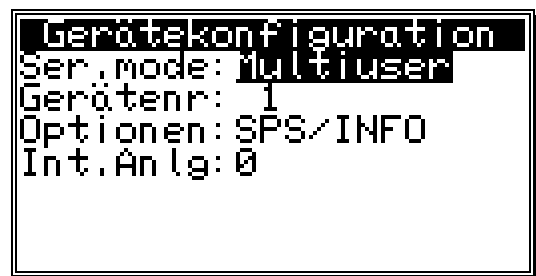 Gerätekonfiguration
Ser.mode: Multiuser
Gerätenr: 1
Optionen: SPS/INFO
Int.Anlg: 0